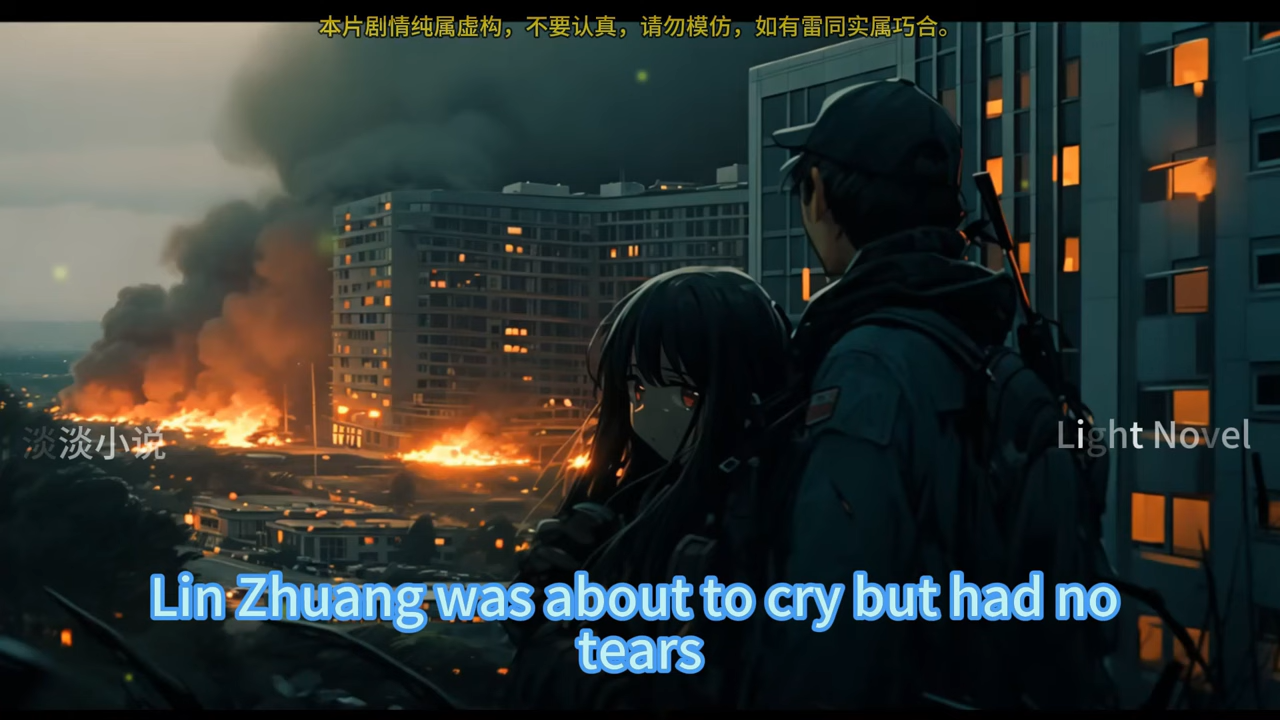 本片剧情纯属虚构，不要认真，请勿模仿，如有雷同实属巧合。
淡淡小说
Light Novel
Lin Zhuang was about to cry but had no
tears